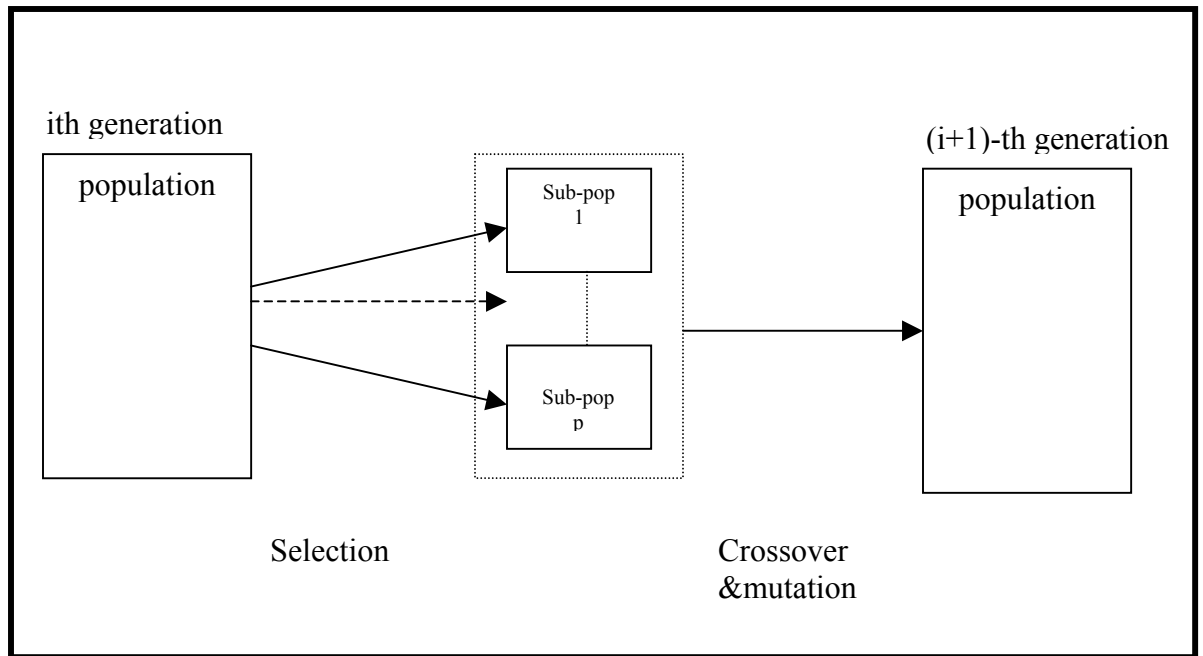 ith generation
population
Sub-pop
1
Sub-pop
p
(i+1)-th generation
population
Selection
Crossover
&mutation